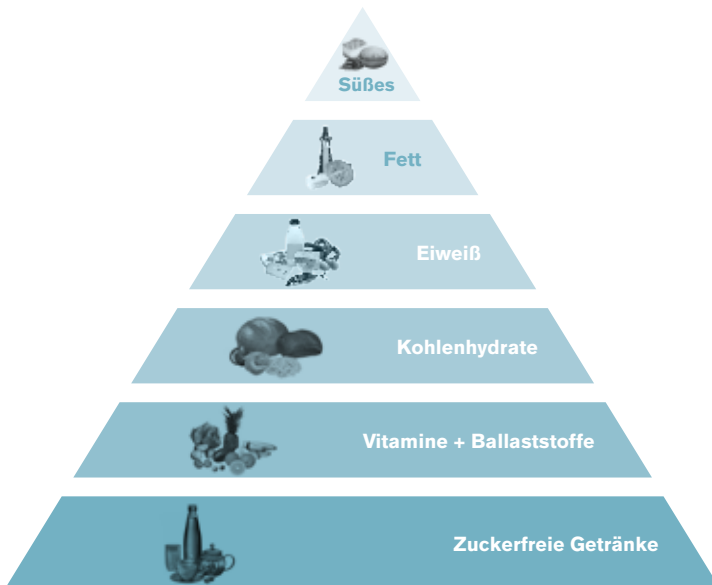 Süßes
Fett
Eiweiß
Kohlenhydrate
Vitamine + Ballaststoffe
Zuckerfreie Getränke